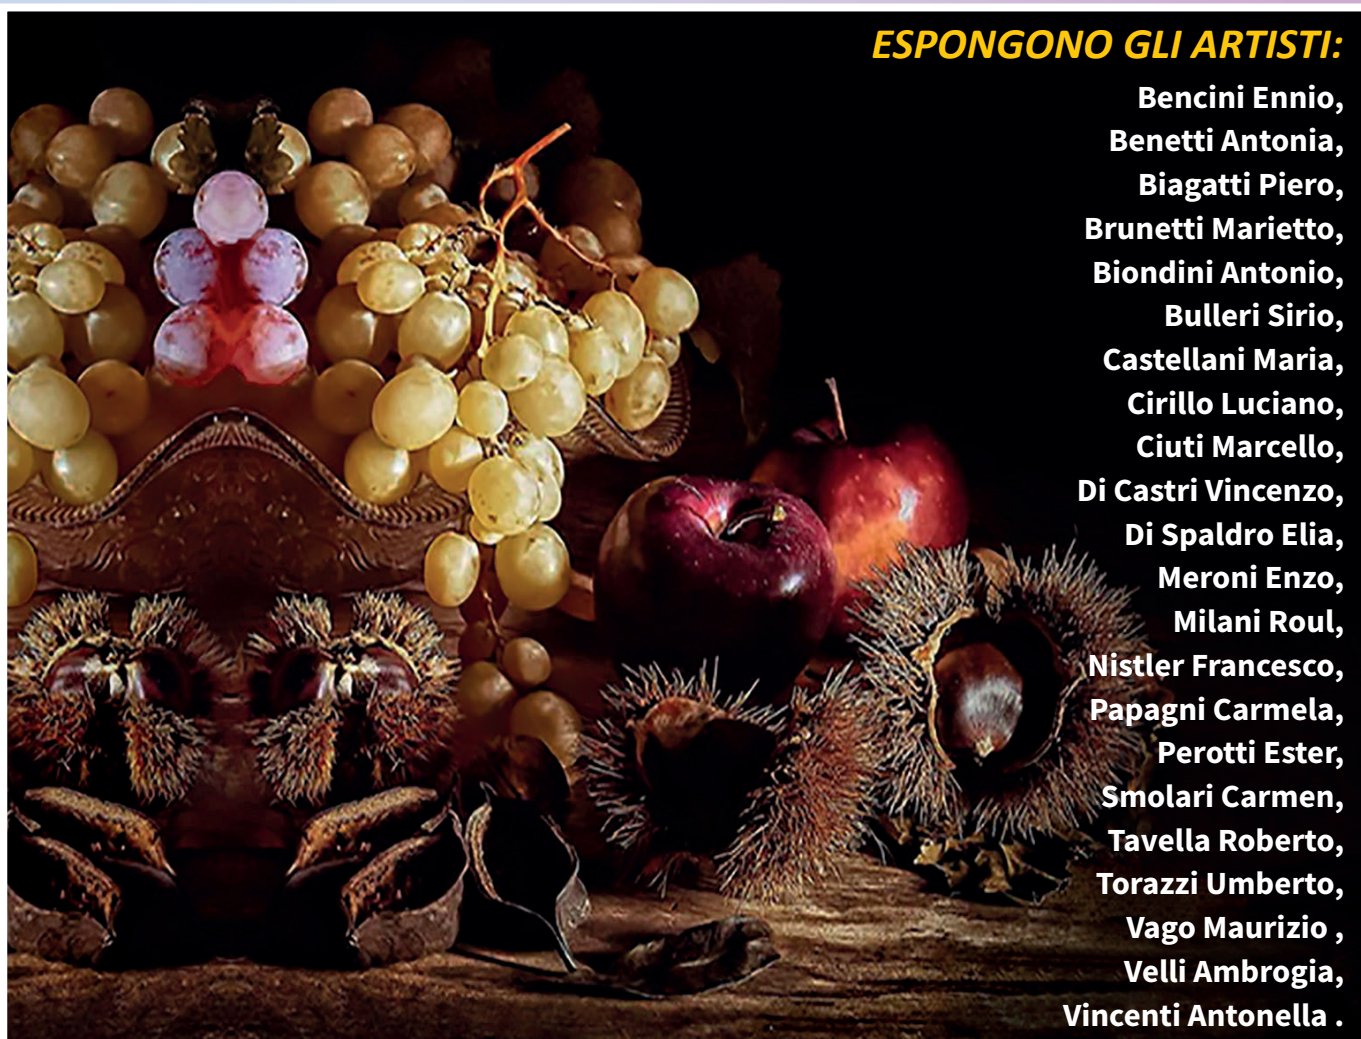 ESPONGONO GLI ARTISTI:
Bencini Ennio,
Benetti Antonia,
Biagatti Piero,
Brunetti Marietto,
Biondini Antonio,
Bulleri Sirio,
Castellani Maria,
Cirillo Luciano,
Ciuti Marcello,
Di Castri Vincenzo,
Di Spaldro Elia,
Meroni Enzo,
Milani Roul,
Nistler Francesco,
Papagni Carmela,
Perotti Ester,
Smolari Carmen,
Tavella Roberto,
Torazzi Umberto,
Vago Maurizio ,
Velli Ambrogia,
Vincenti Antonella .